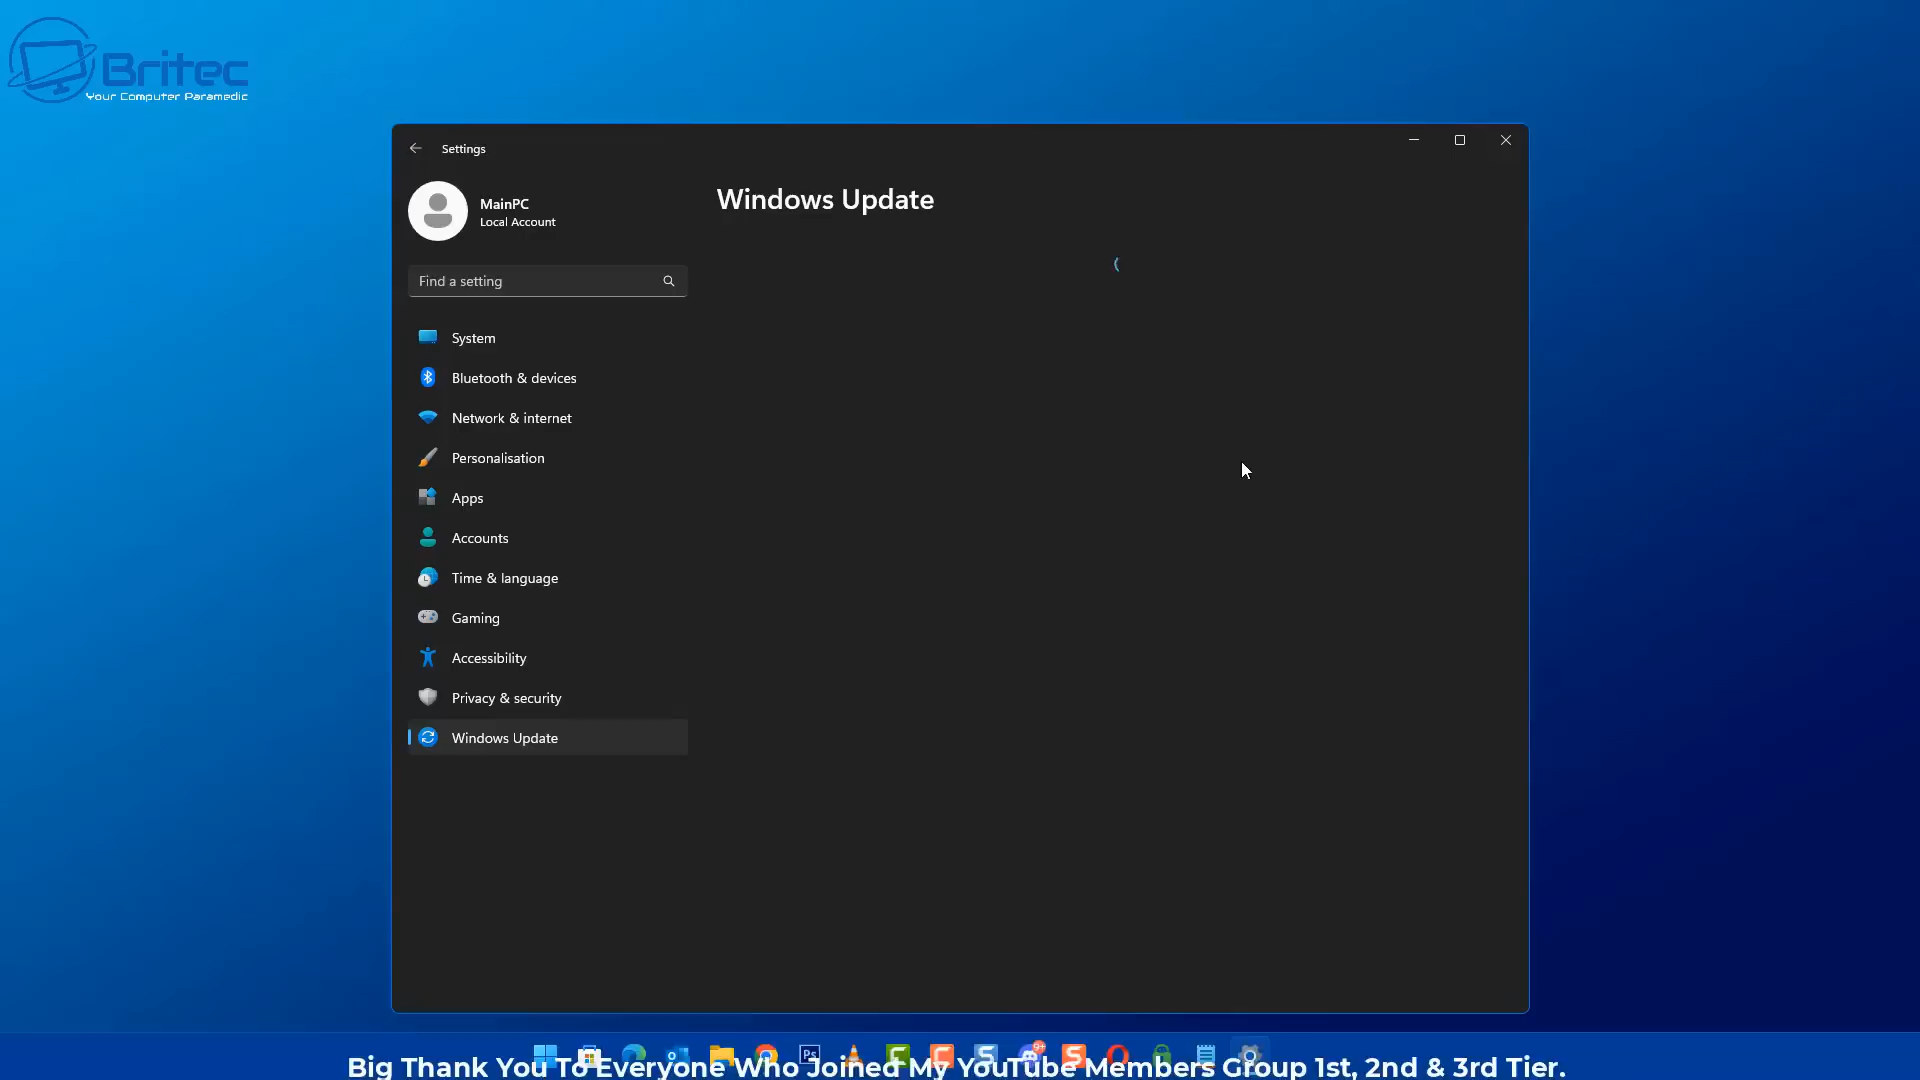 Britec
Your Computer Paramedic
Settings
MainPC
Local Account
Find a setting
System
Bluetooth & devices
Network & internet
Personalisation
Apps
Accounts
Time & language
Gaming
Accessibility
Privacy & security
Windows Update
Windows Update
Ps
9+
Big Thank You To Everyone Who Joined My YouTube Members Group 1st, 2nd & 3rd Tier.